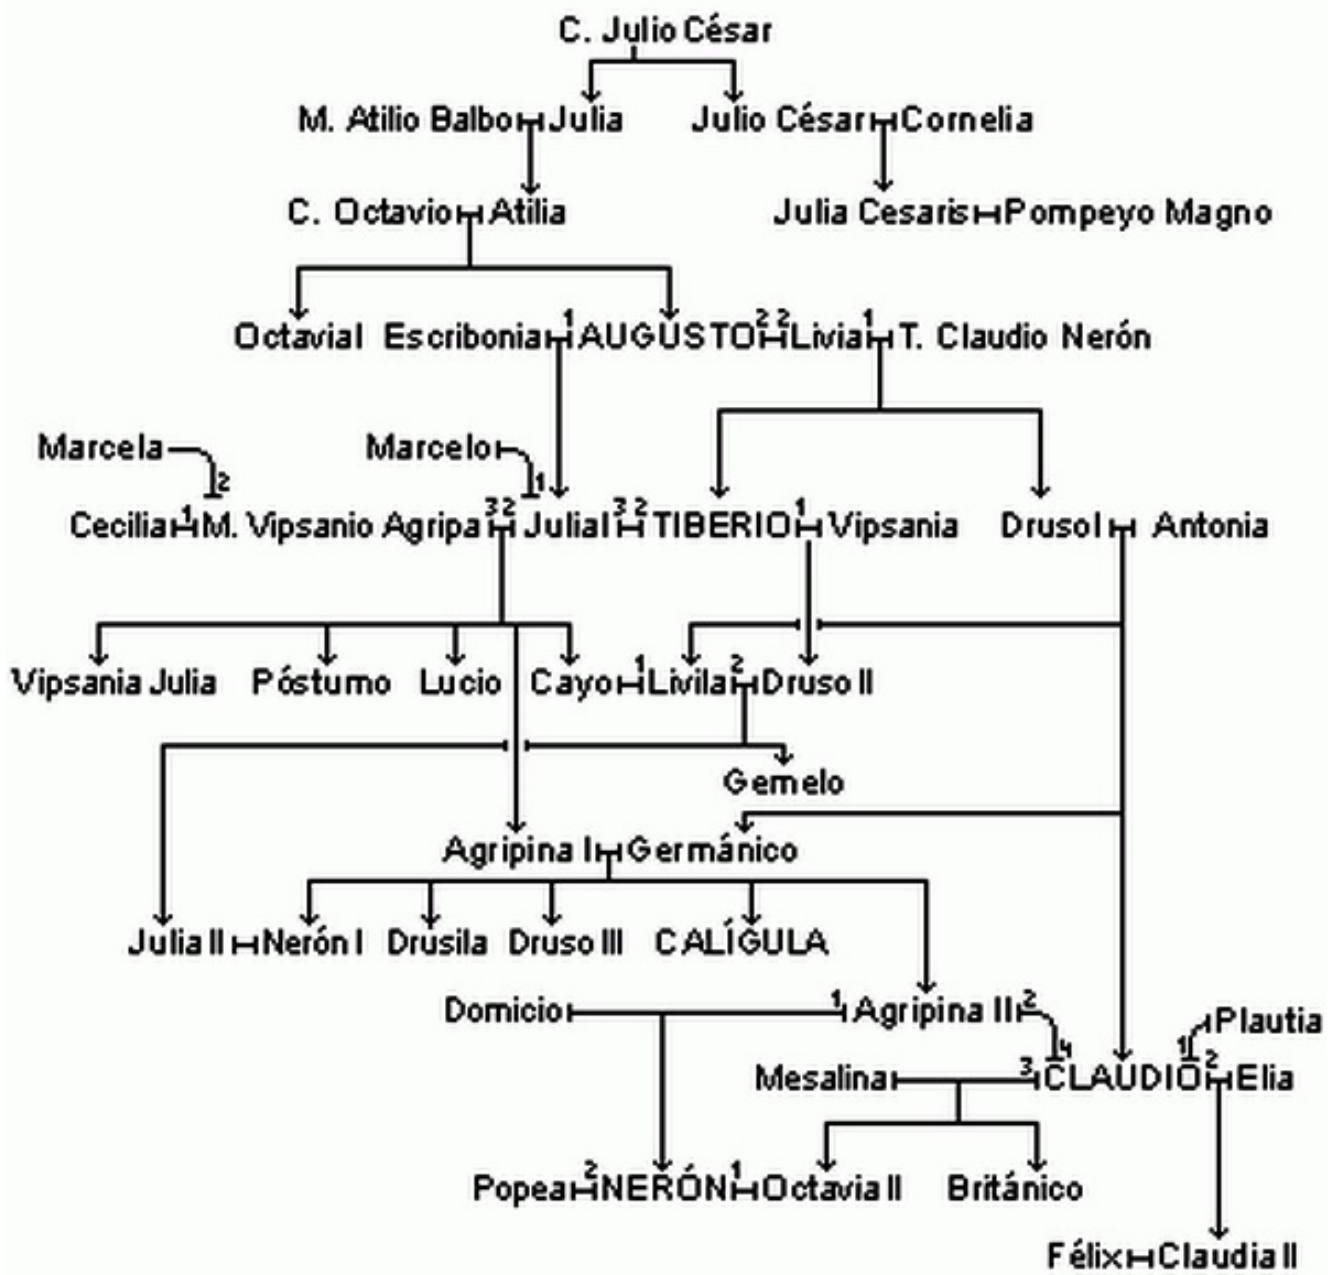 C. Julio César
M. Atilio Balbo Julia Julio César Cornelia
C. Octavio Atilia Julia Cesaris Pompeyo Magno
Octavia I Escribonia 1 AUGUSTO 2 2 Livia 1 T. Claudio Nerón
Marcela 2 Marcelo 1
Cecilia 1 M. Vipsanio Agripa 3 2 Julia I 3 2 TIBERIO 1 Vipsania Druso I Antonia
Vipsania Julia Póstumo Lucio Cayo 1 Livila 2 Druso II
Gemelo
Agripina I Germánico
Julia II Nerón I Drusila Druso III CALÍGULA
Domicio 1 Agripina II 2 Plautia
Mesalina 3 4 CLAUDIO 1 2 Elia
Popea 2 NERÓN 1 Octavia II Británico
Félix Claudia II